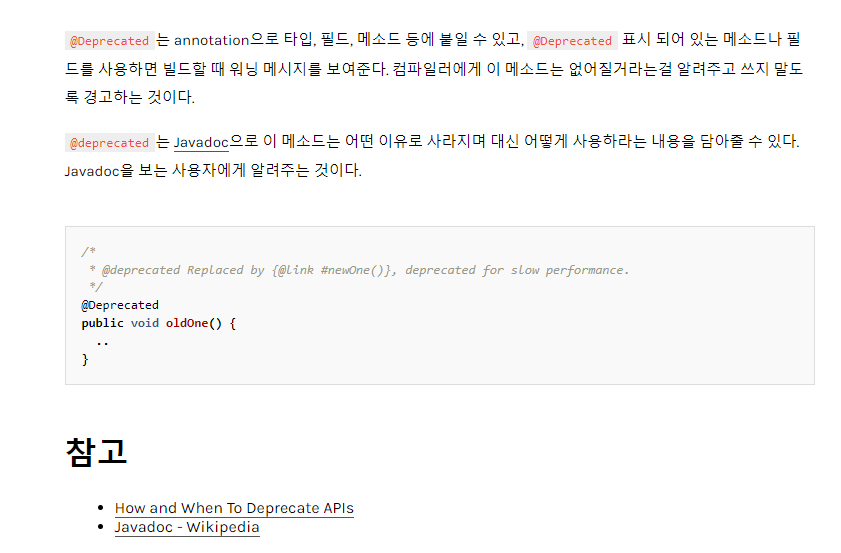 @Deprecated 는 annotation으로 타입, 필드, 메소드 등에 붙일 수 있고, @Deprecated 표시 되어 있는 메소드나 필
드를 사용하면 빌드할 때 워닝 메시지를 보여준다. 컴파일러에게 이 메소드는 없어질거라는걸 알려주고 쓰지 말도
록 경고하는 것이다.
@deprecated 는 Javadoc으로 이 메소드는 어떤 이유로 사라지며 대신 어떻게 사용하라는 내용을 담아줄 수 있다.
Javadoc을 보는 사용자에게 알려주는 것이다.
/*
 * @deprecated Replaced by {@link #newOne()}, deprecated for slow performance.
 */
@Deprecated
public void oldOne() {
  ..
}
참고
• How and When To Deprecate APIs
• Javadoc - Wikipedia